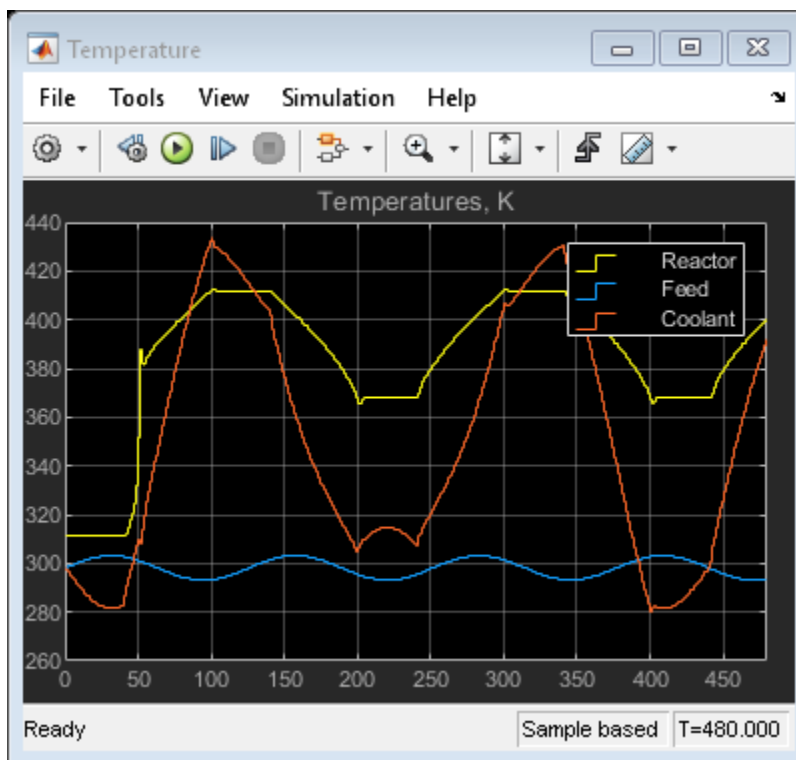 Temperature
File Tools View Simulation Help
Temperatures, K
440
420
400
380
360
340
320
300
280
260
0 50 100 150 200 250 300 350 400 450
Reactor
Feed
Coolant
Ready Sample based T=480.000